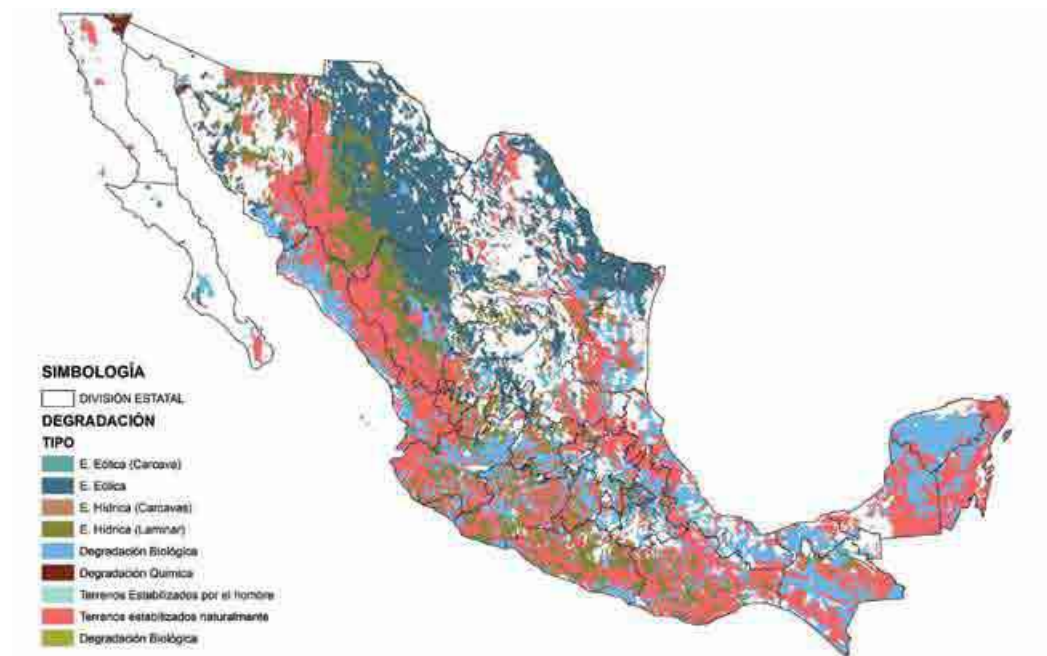 SIMBOLOGÍA
DIVISIÓN ESTATAL
DEGRADACIÓN
TIPO
E. Eólica (Carcava)
E. Eólica
E. Hídrica (Carcavas)
E. Hídrica (Laminar)
Degradación Biológica
Degradación Química
Terrenos Estabilizados por el hombre
Terrenos estabilizados naturalmente
Degradación Biológica